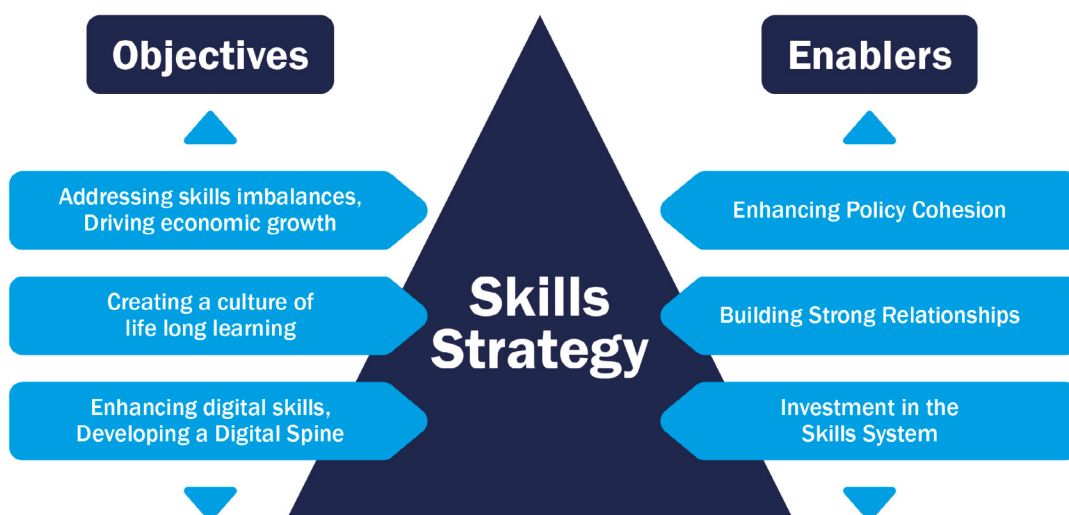 Objectives
Addressing skills imbalances,
Driving economic growth
Creating a culture of
life long learning
Enhancing digital skills,
Developing a Digital Spine
Skills
Strategy
Enablers
Enhancing Policy Cohesion
Building Strong Relationships
Investment in the
Skills System